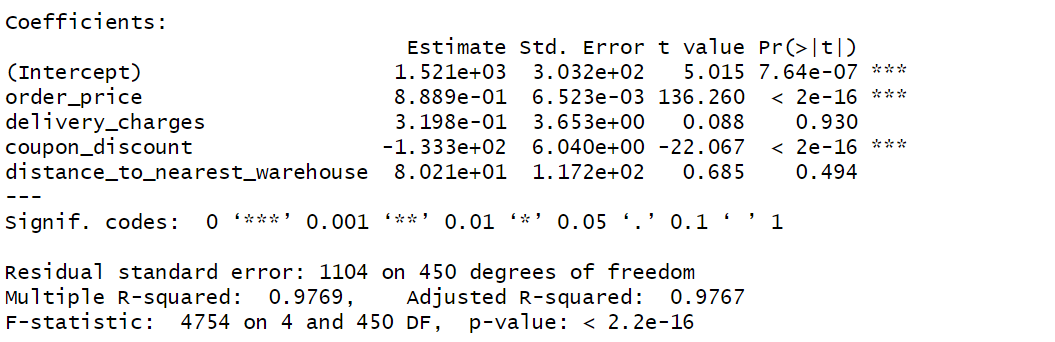 Coefficients:
                             Estimate Std. Error t value Pr(>|t|)
(Intercept)                 1.521e+03  3.032e+02   5.015 7.64e-07 ***
order_price                 8.889e-01  6.523e-03 136.260  < 2e-16 ***
delivery_charges            3.198e-01  3.653e+00   0.088    0.930
coupon_discount            -1.333e+02  6.040e+00 -22.067  < 2e-16 ***
distance_to_nearest_warehouse  8.021e+01  1.172e+02   0.685    0.494
---
Signif. codes:  0 ‘***’ 0.001 ‘**’ 0.01 ‘*’ 0.05 ‘.’ 0.1 ‘ ’ 1

Residual standard error: 1104 on 450 degrees of freedom
Multiple R-squared:  0.9769,    Adjusted R-squared:  0.9767
F-statistic:  4754 on 4 and 450 DF,  p-value: < 2.2e-16